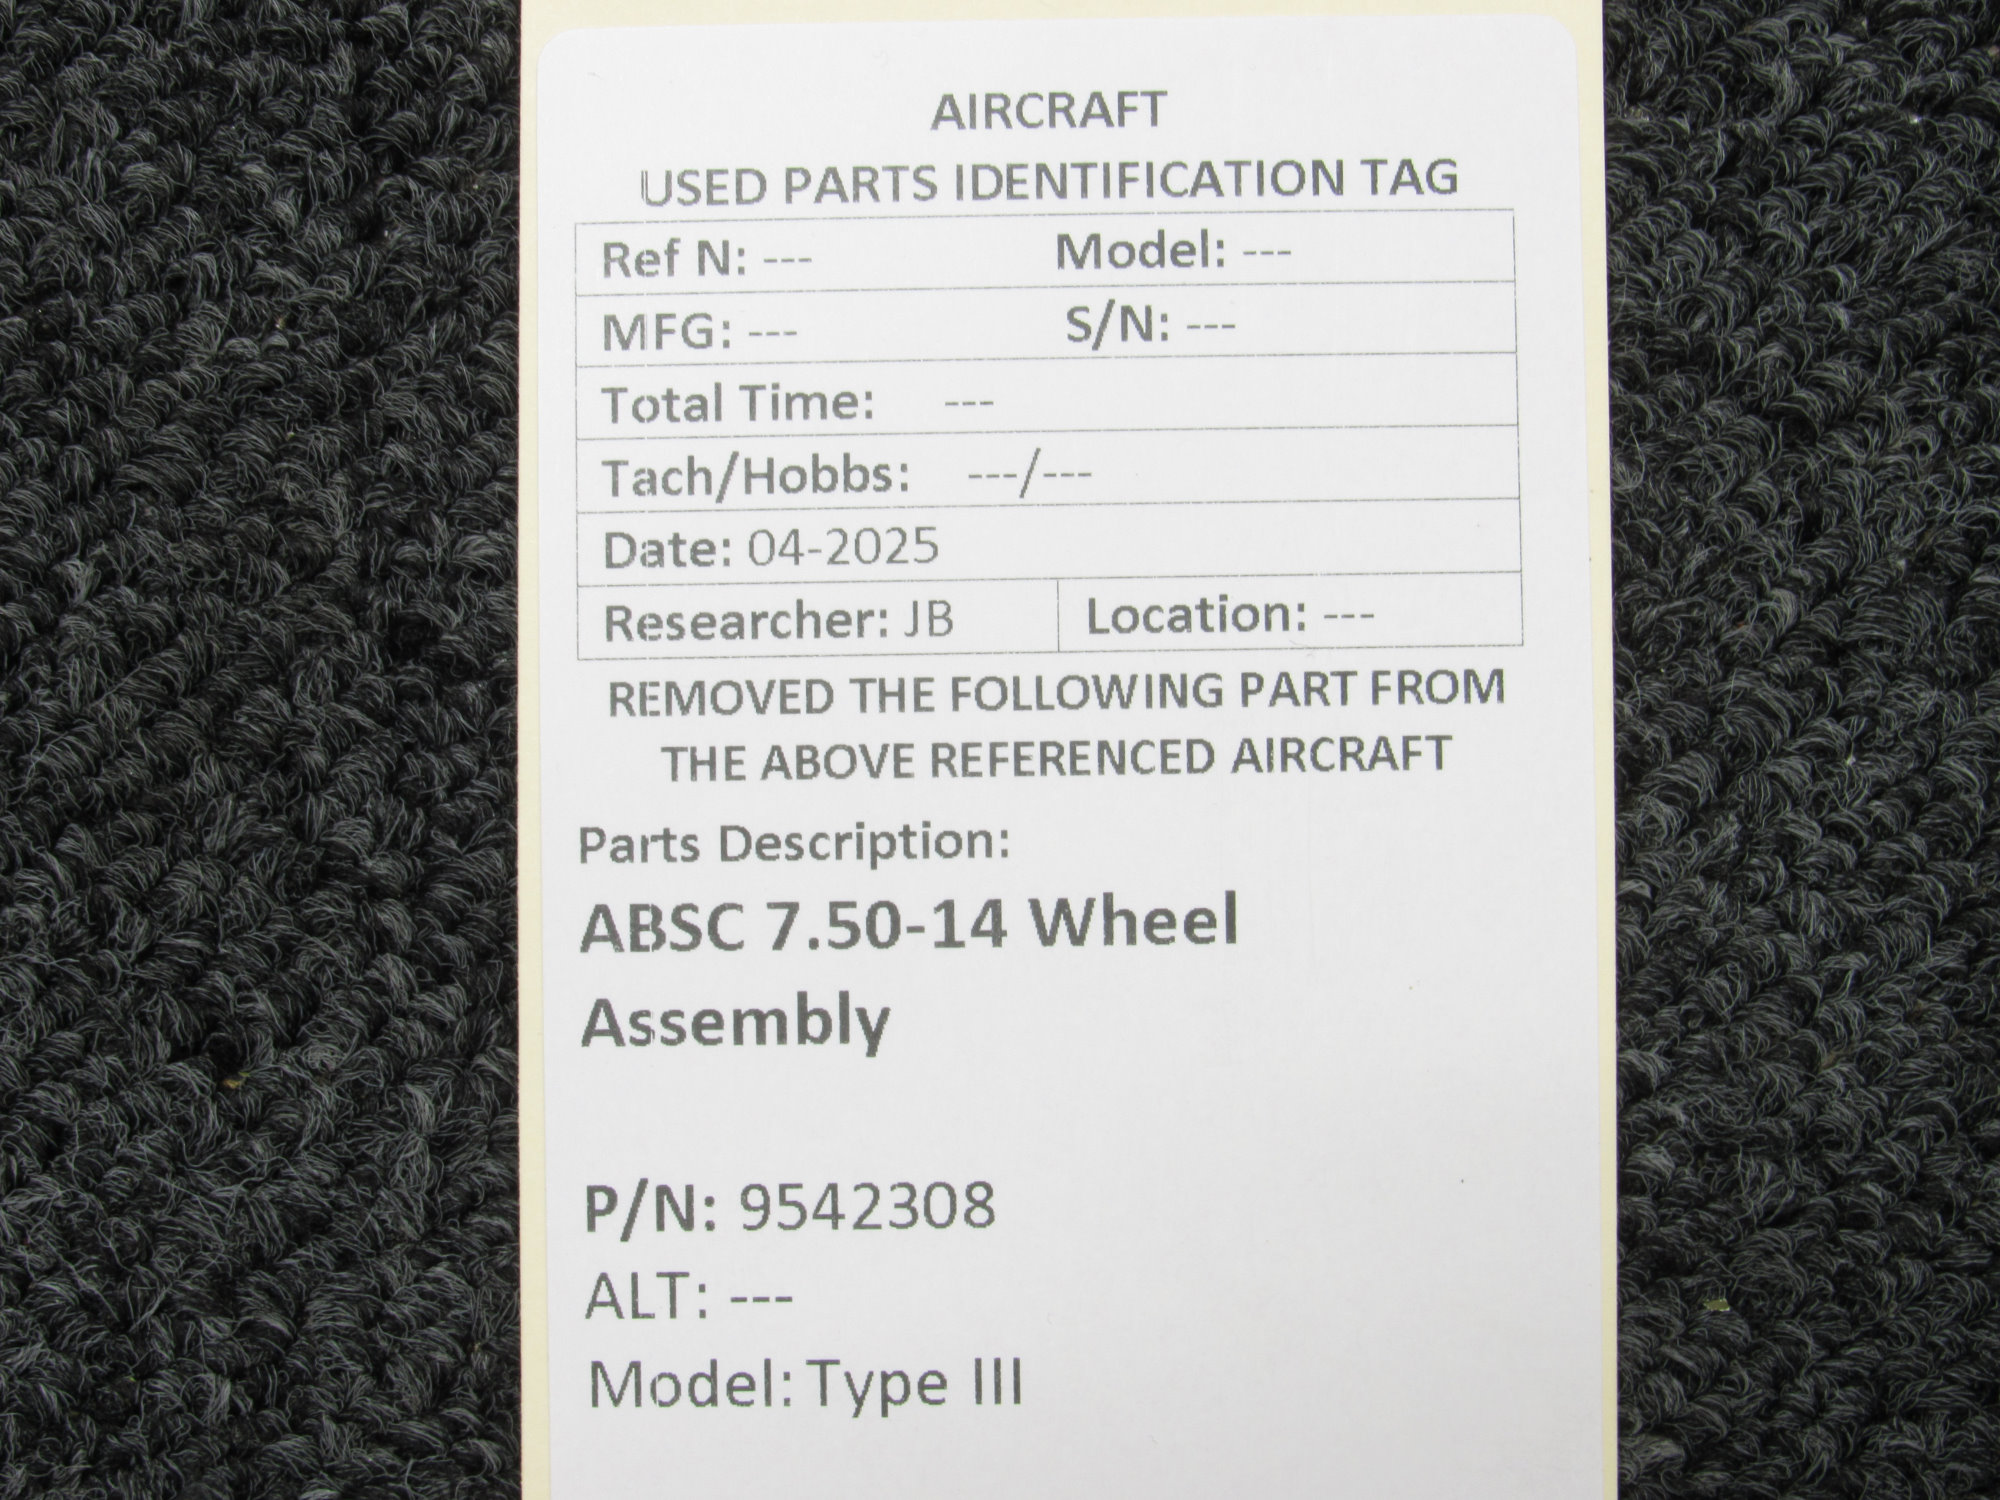 AIRCRAFT
USED PARTS IDENTIFICATION TAG
Ref N: --- Model: ---
MFG: --- S/N: ---
Total Time: ---
Tach/Hobbs: ---/---
Date: 04-2025
Researcher: JB Location: ---
REMOVED THE FOLLOWING PART FROM
THE ABOVE REFERENCED AIRCRAFT
Parts Description:
ABSC 7.50-14 Wheel
Assembly
P/N: 9542308
ALT: ---
Model: Type III